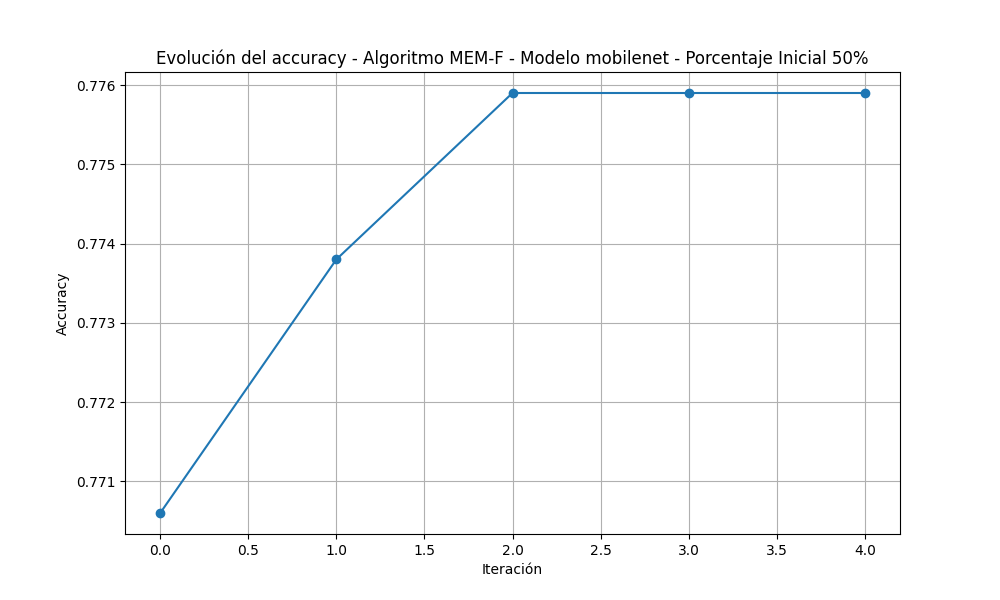 Evolución del accuracy - Algoritmo MEM-F - Modelo mobilenet - Porcentaje Inicial 50%
0.776
0.775
0.774
0.773
0.772
0.771
Accuracy
0.0 0.5 1.0 1.5 2.0 2.5 3.0 3.5 4.0
Iteración